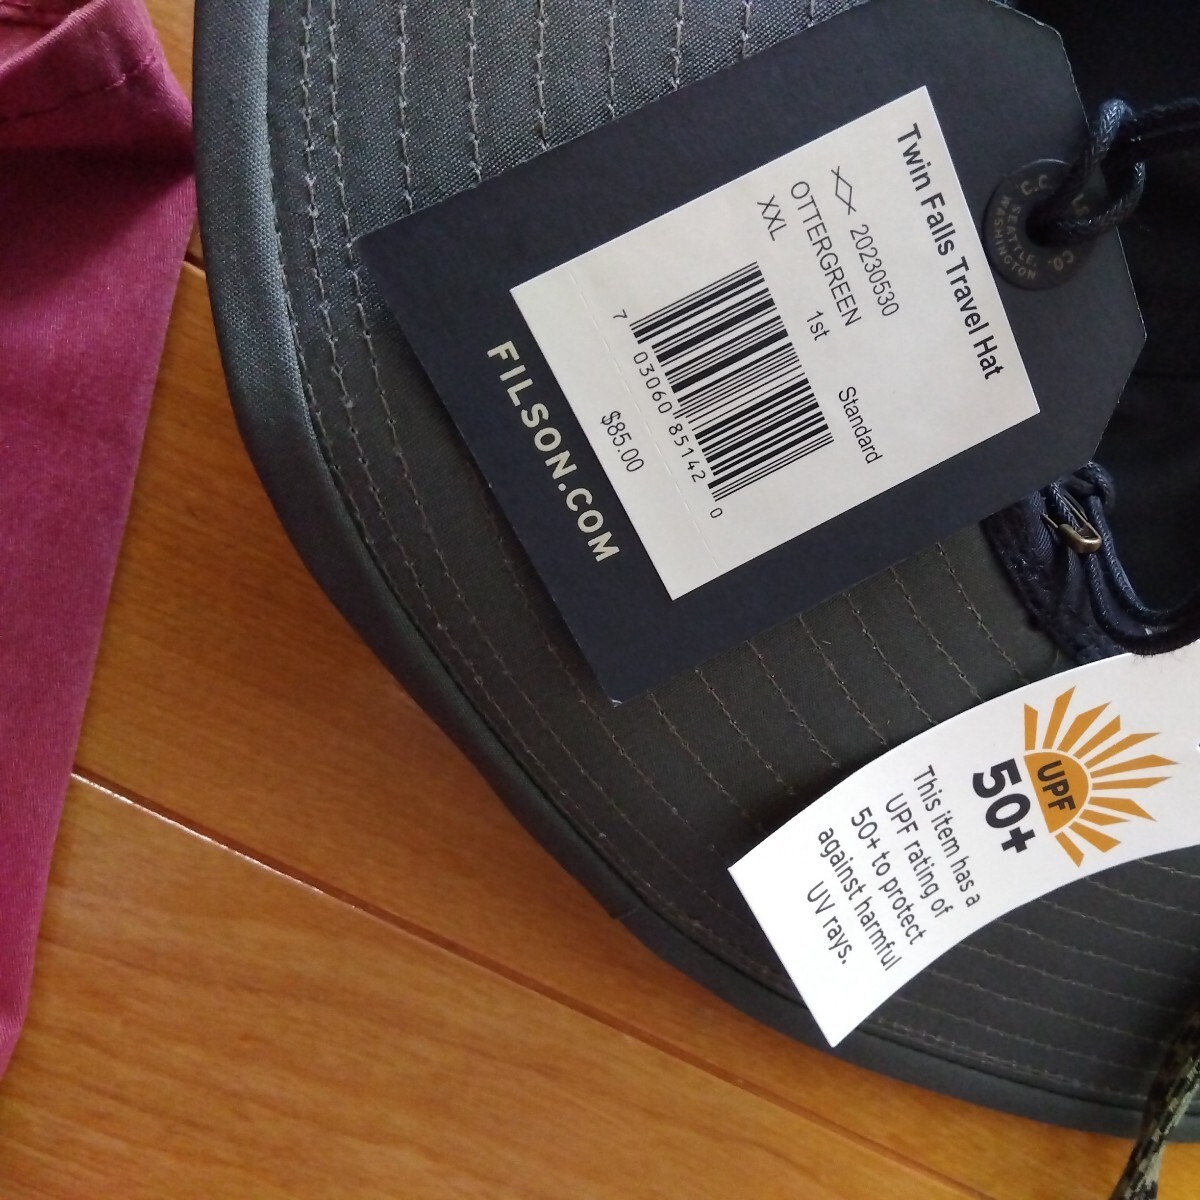 Twin Falls Travel Hat
20230530
Standard
OTTERGREEN 1st
XXL
7 03060 85142 0
$85.00
FILSON.COM
C.C. CO.
SEATTLE,
WASHINGTON
UPF
50+
This item has a
UPF rating of
50+ to protect
against harmful
UV rays.